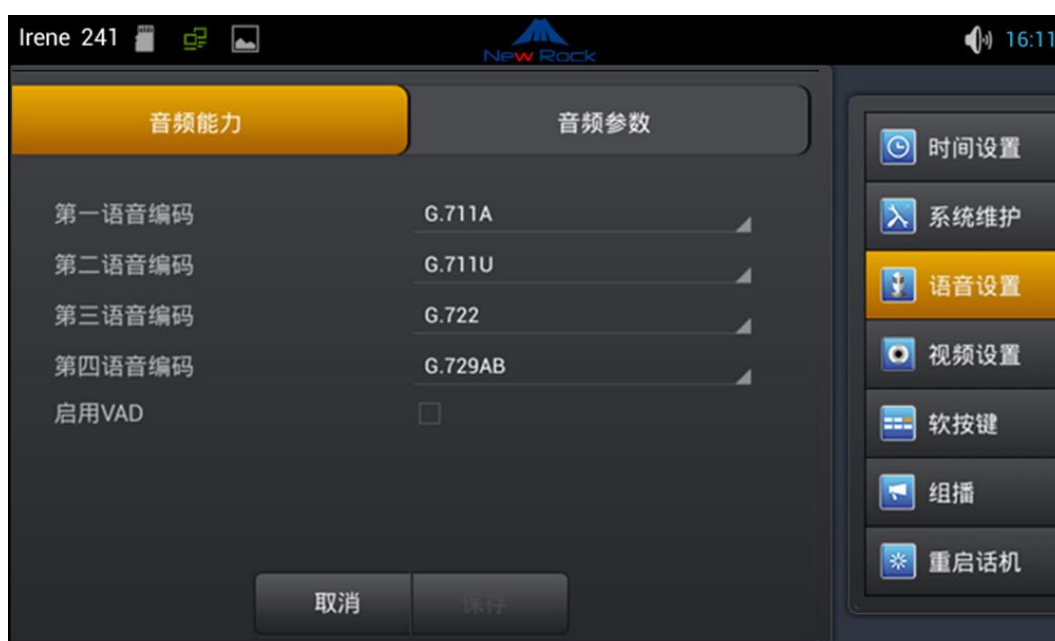 Irene 241
New Rock
16:11
音频能力
音频参数
第一语音编码 G.711A
第二语音编码 G.711U
第三语音编码 G.722
第四语音编码 G.729AB
启用VAD
取消
保存
时间设置
系统维护
语音设置
视频设置
软按键
组播
重启话机